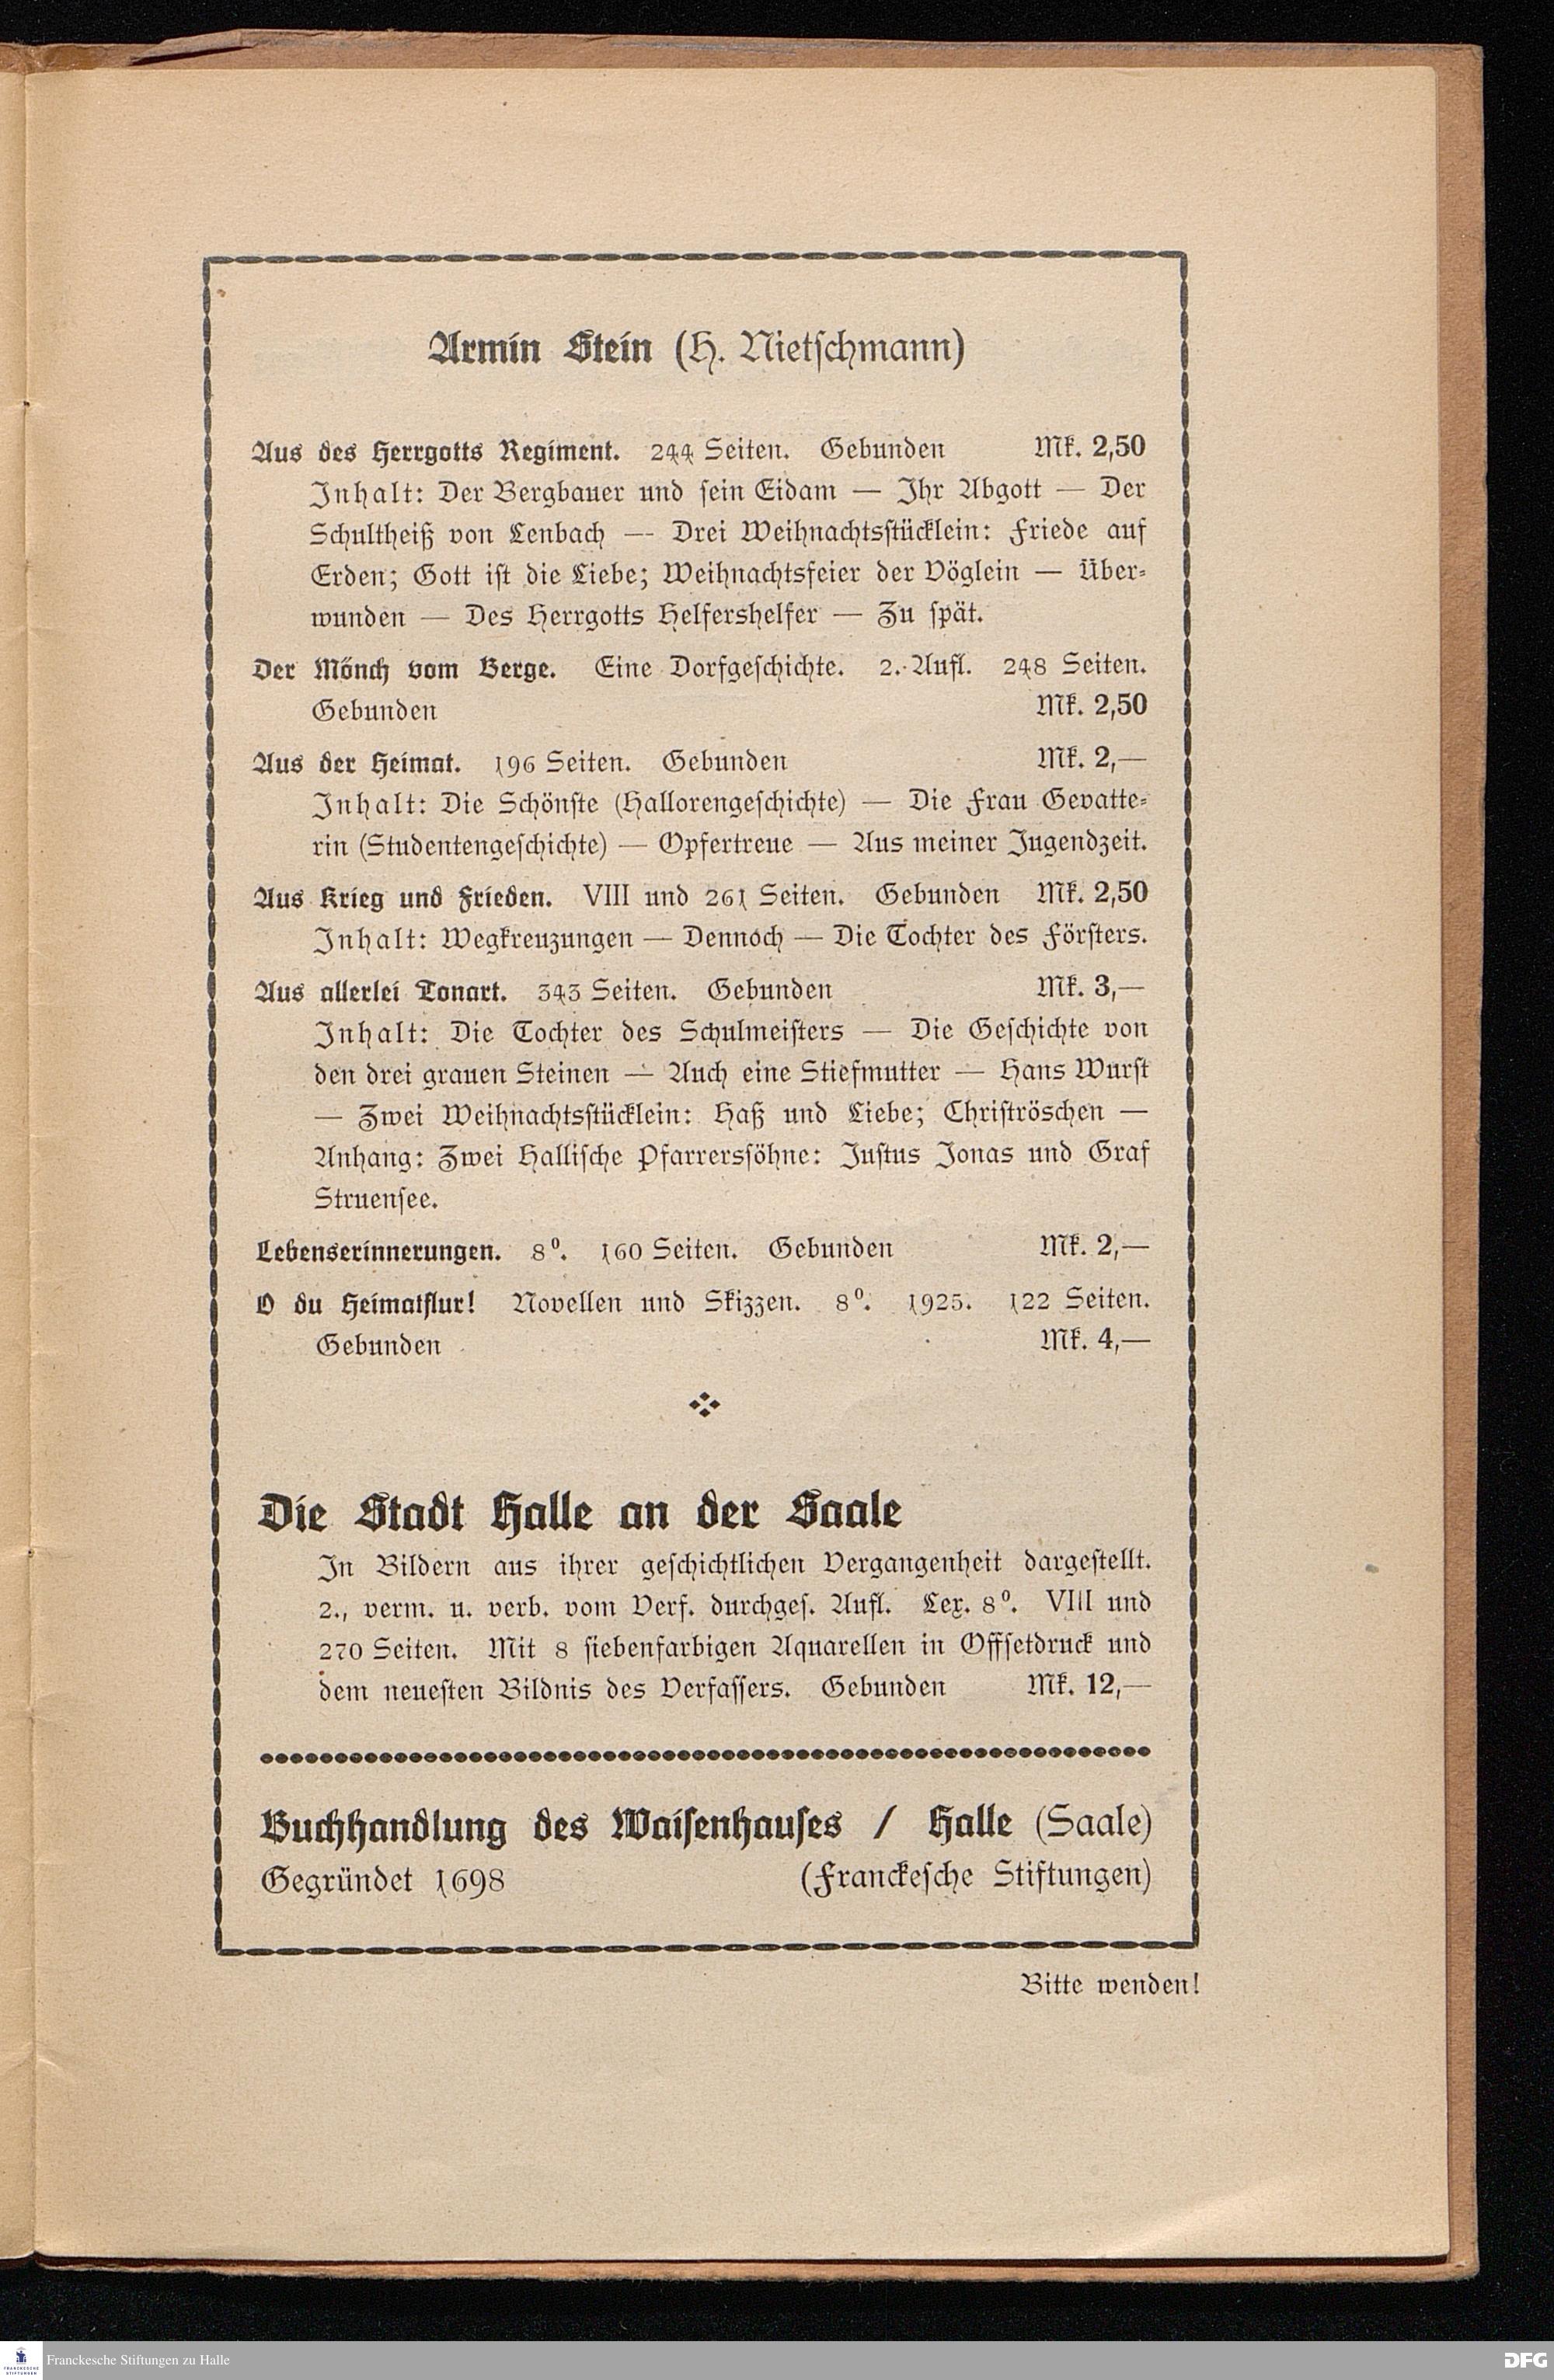 Armin Stein (H. Nietschmann)
Aus des Herrgotts Regiment. 244 Seiten. Gebunden Mk. 2,50
Inhalt: Der Bergbauer und sein Eidam — Ihr Abgott — Der
Schultheiß von Lenbach — Drei Weihnachtsstücklein: Friede auf
Erden; Gott ist die Liebe; Weihnachtsfeier der Vöglein — Über-
wunden — Des Herrgotts Helfershelfer — Zu spät.
Der Mönch vom Berge. Eine Dorfgeschichte. 2. Aufl. 248 Seiten.
Gebunden Mk. 2,50
Aus der Heimat. 196 Seiten. Gebunden Mk. 2,—
Inhalt: Die Schönste (Hallorengeschichte) — Die Frau Gevatte-
rin (Studentengeschichte) — Opfertreue — Aus meiner Jugendzeit.
Aus Krieg und Frieden. VIII und 261 Seiten. Gebunden Mk. 2,50
Inhalt: Wegkreuzungen — Dennoch — Die Tochter des Försters.
Aus allerlei Tonart. 343 Seiten. Gebunden Mk. 3,—
Inhalt: Die Tochter des Schulmeisters — Die Geschichte von
den drei grauen Steinen — Auch eine Stiefmutter — Hans Wurst
— Zwei Weihnachtsstücklein: Haß und Liebe; Christröschen —
Anhang: Zwei Hallische Pfarrerssöhne: Justus Jonas und Graf
Struensee.
Lebenserinnerungen. 8⁰. 160 Seiten. Gebunden Mk. 2,—
O du Heimatflur! Novellen und Skizzen. 8⁰. 1925. 122 Seiten.
Gebunden Mk. 4,—
Die Stadt Halle an der Saale
In Bildern aus ihrer geschichtlichen Vergangenheit dargestellt.
2., verm. u. verb. vom Verf. durchges. Aufl. Lex. 8⁰. VIII und
270 Seiten. Mit 8 siebenfarbigen Aquarellen in Offsetdruck und
dem neuesten Bildnis des Verfassers. Gebunden Mk. 12,—
Buchhandlung des Waisenhauses / Halle (Saale)
Gegründet 1698 (Franckesche Stiftungen)
Bitte wenden!
FRANCKESCHE
STIFTUNGEN
Franckesche Stiftungen zu Halle
DFG